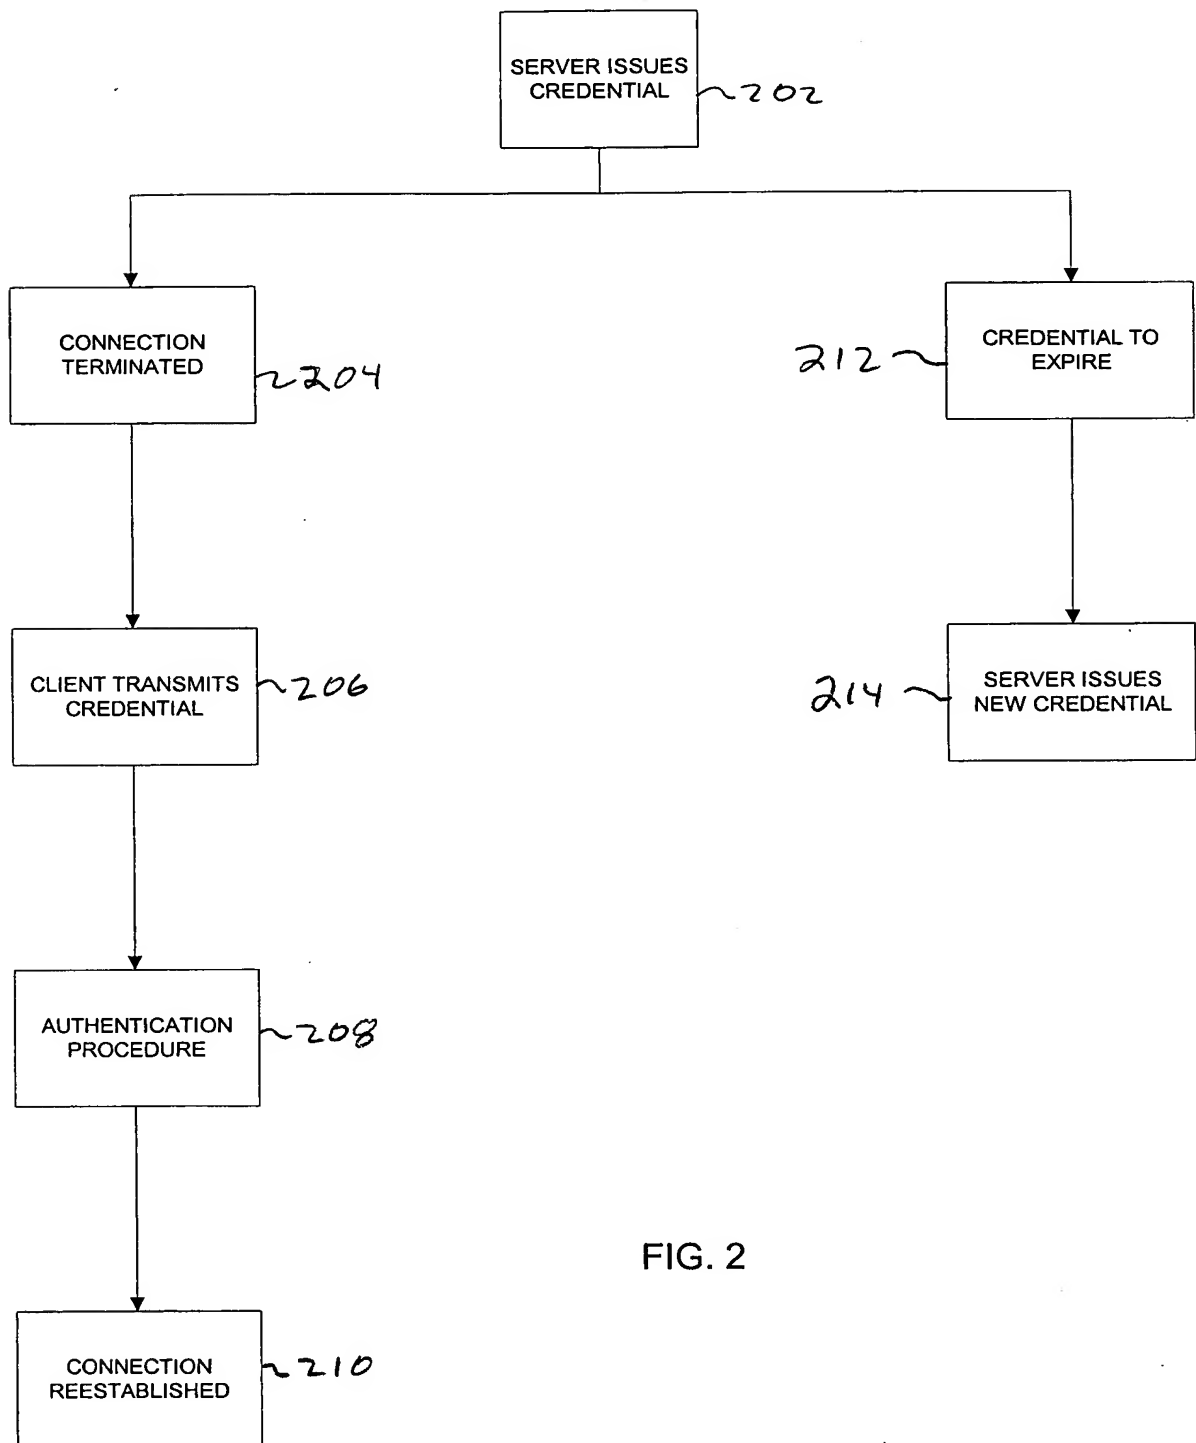 SERVER ISSUES
CREDENTIAL
202
CONNECTION
TERMINATED
204
212
CREDENTIAL TO
EXPIRE
CLIENT TRANSMITS
CREDENTIAL
206
214
SERVER ISSUES
NEW CREDENTIAL
AUTHENTICATION
PROCEDURE
208
FIG. 2
CONNECTION
REESTABLISHED
210